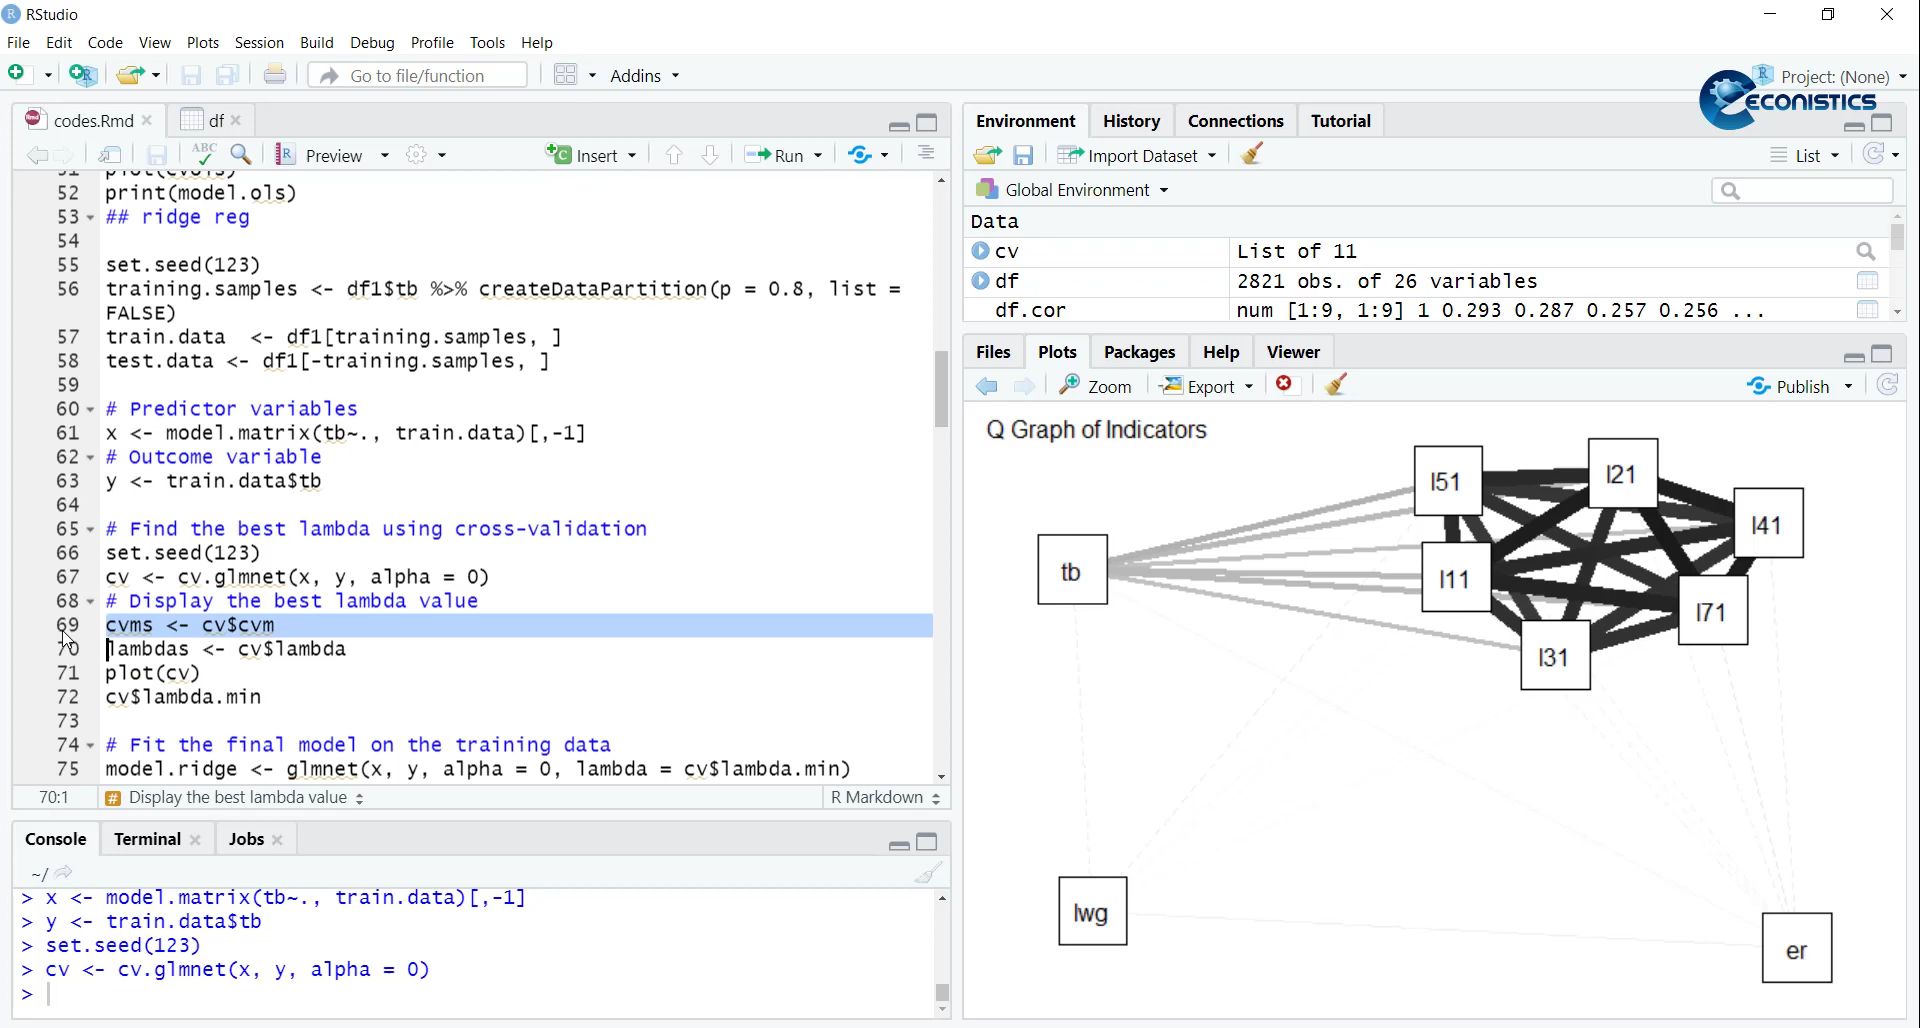 RStudio
File Edit Code View Plots Session Build Debug Profile Tools Help
Go to file/function Addins
Project: (None)
ECONISTICS
codes.Rmd df
ABC Preview Insert Run
52 print(model.ols)
53 ## ridge reg
54
55 set.seed(123)
56 training.samples <- df1$tb %>% createDataPartition(p = 0.8, list =
FALSE)
57 train.data  <- df1[training.samples, ]
58 test.data <- df1[-training.samples, ]
59
60 # Predictor variables
61 x <- model.matrix(tb~., train.data)[,-1]
62 # Outcome variable
63 y <- train.data$tb
64
65 # Find the best lambda using cross-validation
66 set.seed(123)
67 cv <- cv.glmnet(x, y, alpha = 0)
68 # Display the best lambda value
69 cvms <- cv$cvm
70 lambdas <- cv$lambda
71 plot(cv)
72 cv$lambda.min
73
74 # Fit the final model on the training data
75 model.ridge <- glmnet(x, y, alpha = 0, lambda = cv$lambda.min)
70:1 # Display the best lambda value R Markdown
Console Terminal Jobs
~/
> x <- model.matrix(tb~., train.data)[,-1]
> y <- train.data$tb
> set.seed(123)
> cv <- cv.glmnet(x, y, alpha = 0)
>
Environment History Connections Tutorial
Import Dataset List
Global Environment
Data
cv List of 11
df 2821 obs. of 26 variables
df.cor num [1:9, 1:9] 1 0.293 0.287 0.257 0.256 ...
Files Plots Packages Help Viewer
Zoom Export Publish
Q Graph of Indicators
l51
l21
l41
tb
l11
l71
l31
lwg
er